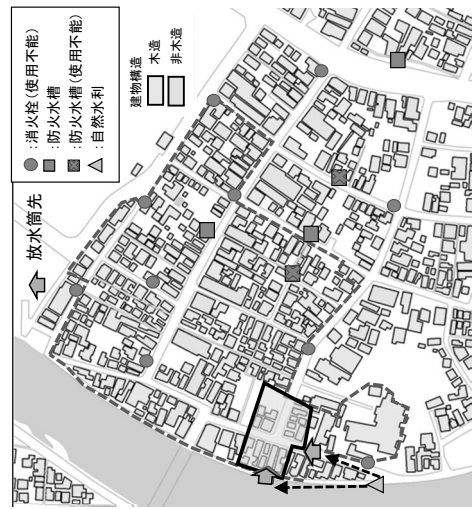 :消火栓(使用不能)
:防火水槽
:防火水槽(使用不能)
:自然水利
建物構造
木造
非木造
放水筒先